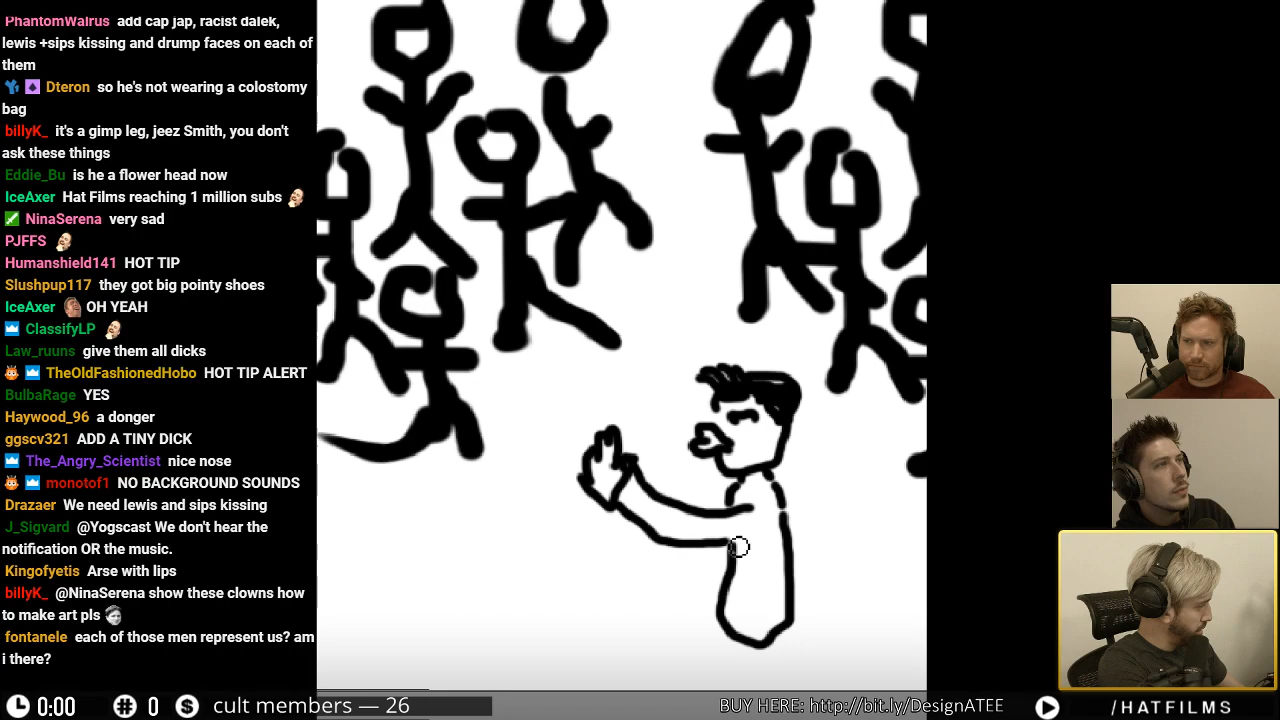 PhantomWalrus add cap jap, racist dalek,
lewis +sips kissing and drump faces on each of
them
Dteron so he's not wearing a colostomy
bag
billyK_ it's a gimp leg, jeez Smith, you don't
ask these things
Eddie_Bu is he a flower head now
IceAxer Hat Films reaching 1 million subs
NinaSerena very sad
PJFFS
Humanshield141 HOT TIP
Slushpup117 they got big pointy shoes
IceAxer OH YEAH
ClassifyLP
Law_ruuns give them all dicks
TheOldFashionedHobo HOT TIP ALERT
BulbaRage YES
Haywood_96 a donger
ggscv321 ADD A TINY DICK
The_Angry_Scientist nice nose
monotof1 NO BACKGROUND SOUNDS
Drazaer We need lewis and sips kissing
J_Sigvard @Yogscast We don't hear the
notification OR the music.
Kingofyetis Arse with lips
billyK_ @NinaSerena show these clowns how
to make art pls
fontanele each of those men represent us? am
i there?
0:00 # 0 $ cult members — 26 BUY HERE: http://bit.ly/DesignATEE /HATFILMS